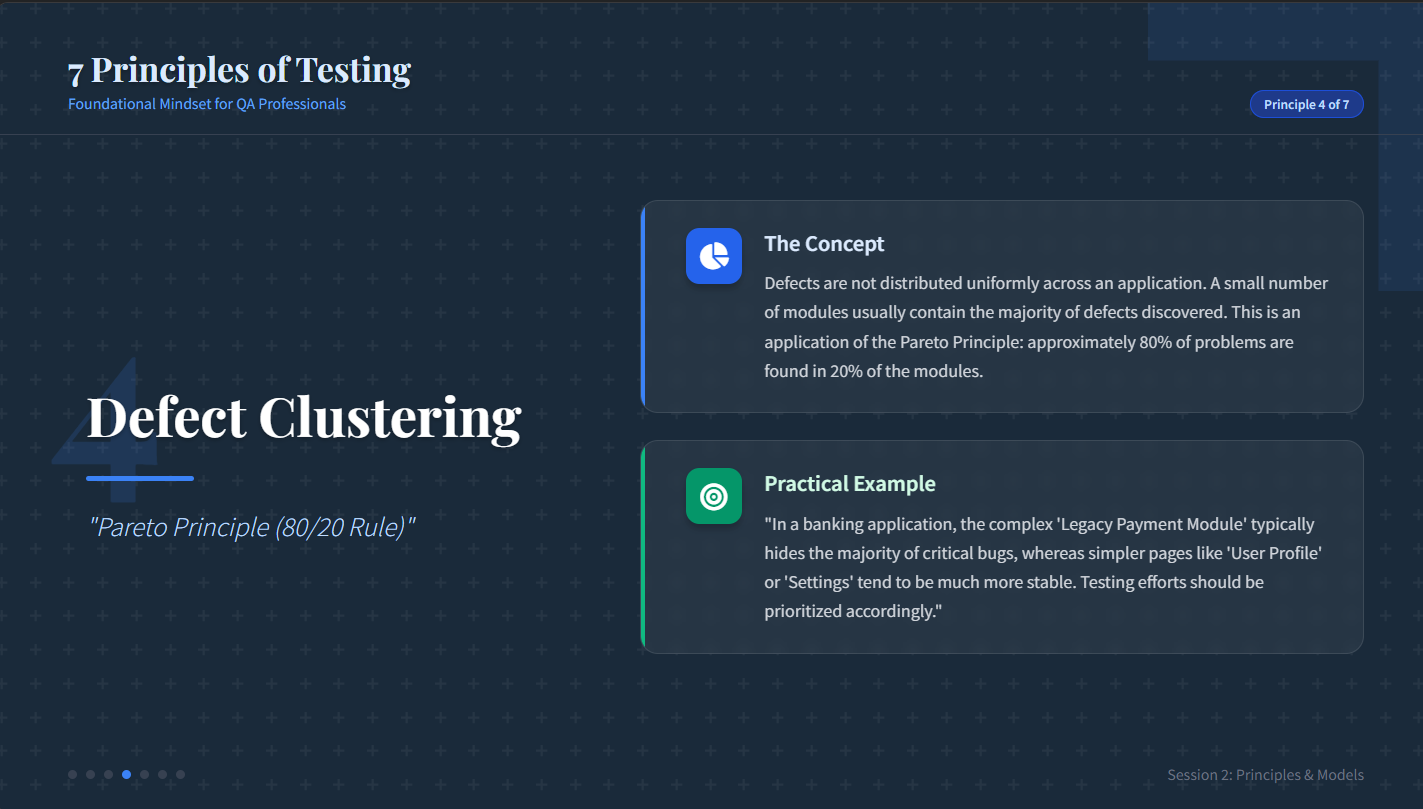 7 Principles of Testing
Foundational Mindset for QA Professionals
Principle 4 of 7
4
Defect Clustering
"Pareto Principle (80/20 Rule)"
The Concept
Defects are not distributed uniformly across an application. A small number
of modules usually contain the majority of defects discovered. This is an
application of the Pareto Principle: approximately 80% of problems are
found in 20% of the modules.
Practical Example
"In a banking application, the complex 'Legacy Payment Module' typically
hides the majority of critical bugs, whereas simpler pages like 'User Profile'
or 'Settings' tend to be much more stable. Testing efforts should be
prioritized accordingly."
Session 2: Principles & Models